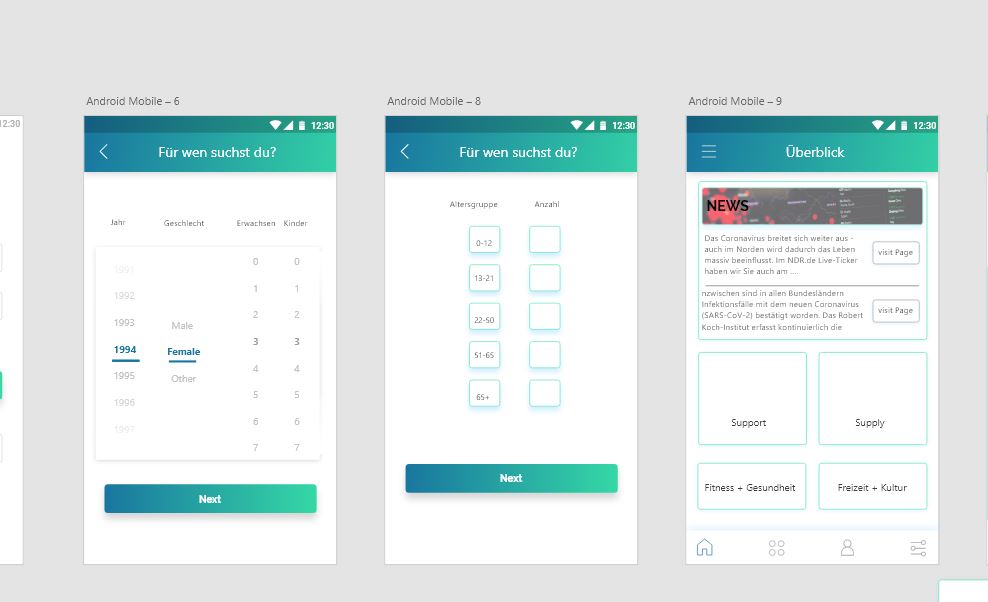 12:30
Android Mobile – 6
12:30
Für wen suchst du?
Jahr
Geschlecht
Erwachsen
Kinder
1991
1992
1993
1994
1995
1996
1997
Male
Female
Other
0
1
2
3
4
5
6
7
0
1
2
3
4
5
6
7
Next
Android Mobile – 8
12:30
Für wen suchst du?
Altersgruppe
Anzahl
0-12
13-21
22-50
51-65
65+
Next
Android Mobile – 9
12:30
Überblick
NEWS
Das Coronavirus breitet sich weiter aus -
auch im Norden wird dadurch das Leben
massiv beeinflusst. Im NDR.de Live-Ticker
haben wir Sie auch am ...
visit Page
nzwischen sind in allen Bundesländern
Infektionsfälle mit dem neuen Coronavirus
(SARS-CoV-2) bestätigt worden. Das Robert
Koch-Institut erfasst kontinuierlich die
visit Page
Support
Supply
Fitness + Gesundheit
Freizeit + Kultur